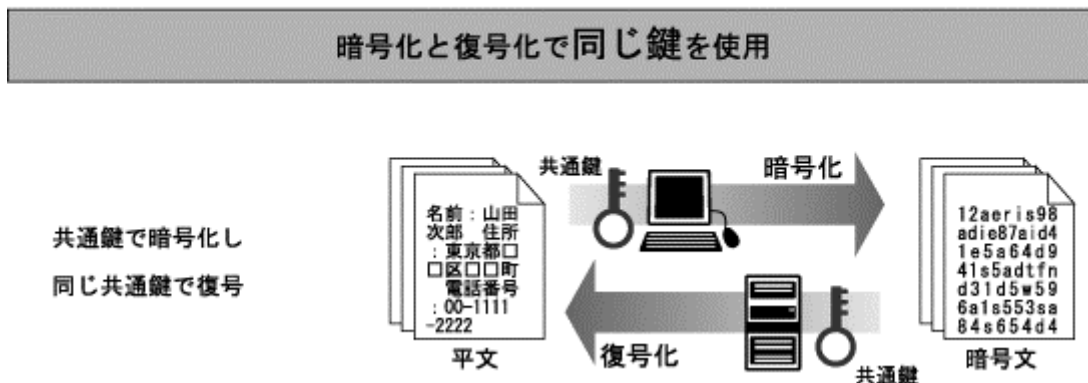 暗号化と復号化で同じ鍵を使用
共通鍵で暗号化し
同じ共通鍵で復号
共通鍵
暗号化
名前:山田
次郎 住所
:東京都□
□区□□町
電話番号
:00-1111
-2222
平文
復号化
共通鍵
12aeris98
adie87aid4
1e5a64d9
41s5adtfn
d31d5w59
6a1s553sa
84s654d4
暗号文